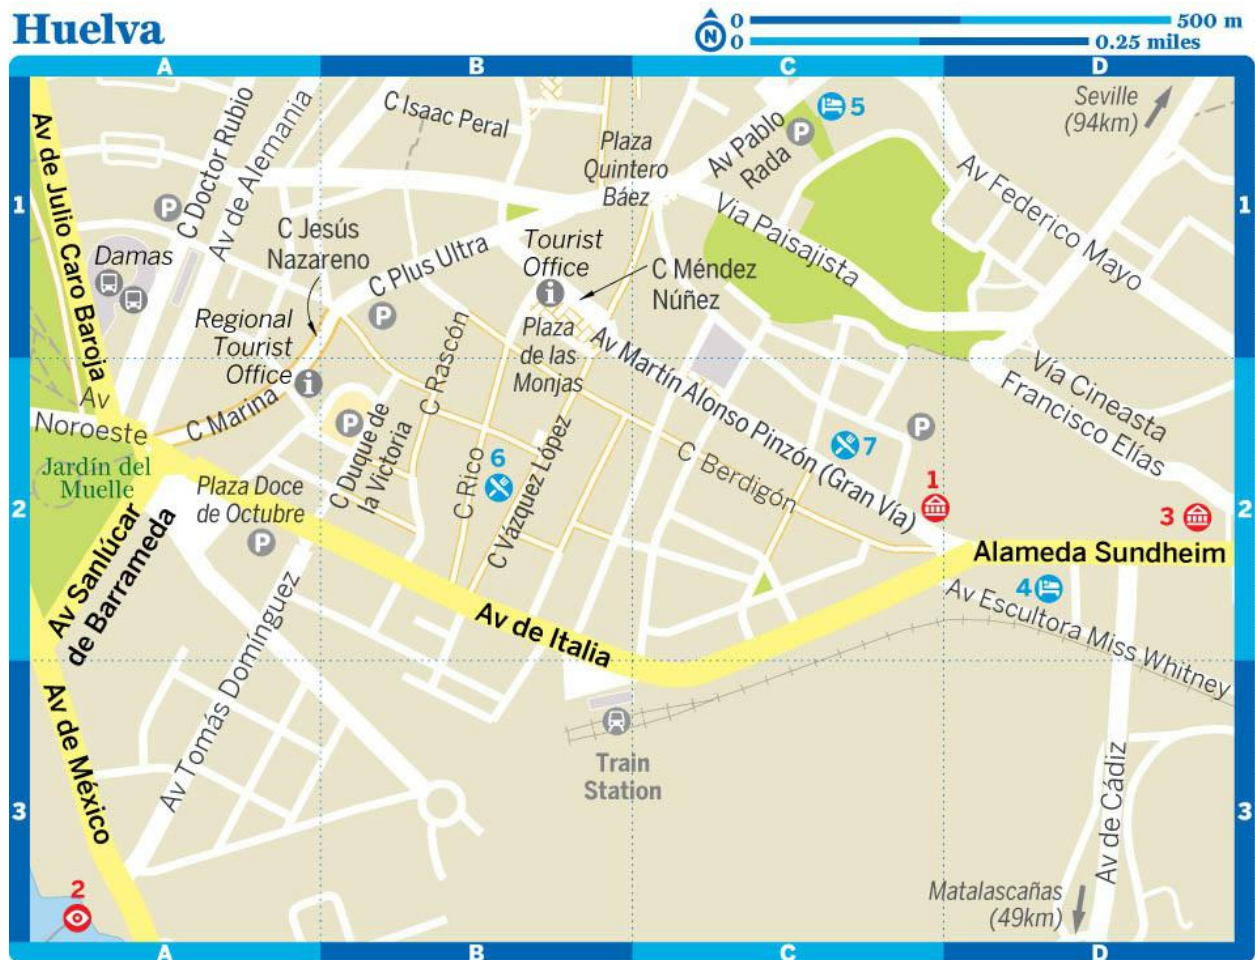 Huelva
N
0
500 m
0
0.25 miles
A
B
C
D
1
1
2
2
3
3
Av de Julio Caro Baroja
C Doctor Rubio
Av de Alemania
C Isaac Peral
Plaza
Quintero
Báez
Av Pablo
Rada
P
5
Seville
(94km)
Av Federico Mayo
Vía Paisajista
P
Damas
C Jesús
Nazareno
C Plus Ultra
P
Tourist
Office
i
C Méndez
Núñez
Regional
Tourist
Office
i
Plaza
de las
Monjas
Av Martín Alonso Pinzón (Gran Vía)
Vía Cineasta
Francisco Elías
Av
Noroeste
C Marina
P
C Rascón
C Duque de
la Victoria
C Rico
6
C Vázquez López
C Berdigón
7
P
1
3
Jardín del
Muelle
Plaza Doce
de Octubre
P
Av Sanlúcar
de Barrameda
Alameda Sundheim
4
Av Escultora Miss Whitney
Av de Italia
Av Tomás Domínguez
Av de México
Train
Station
Av de Cádiz
Matalascañas
(49km)
2
A
B
C
D